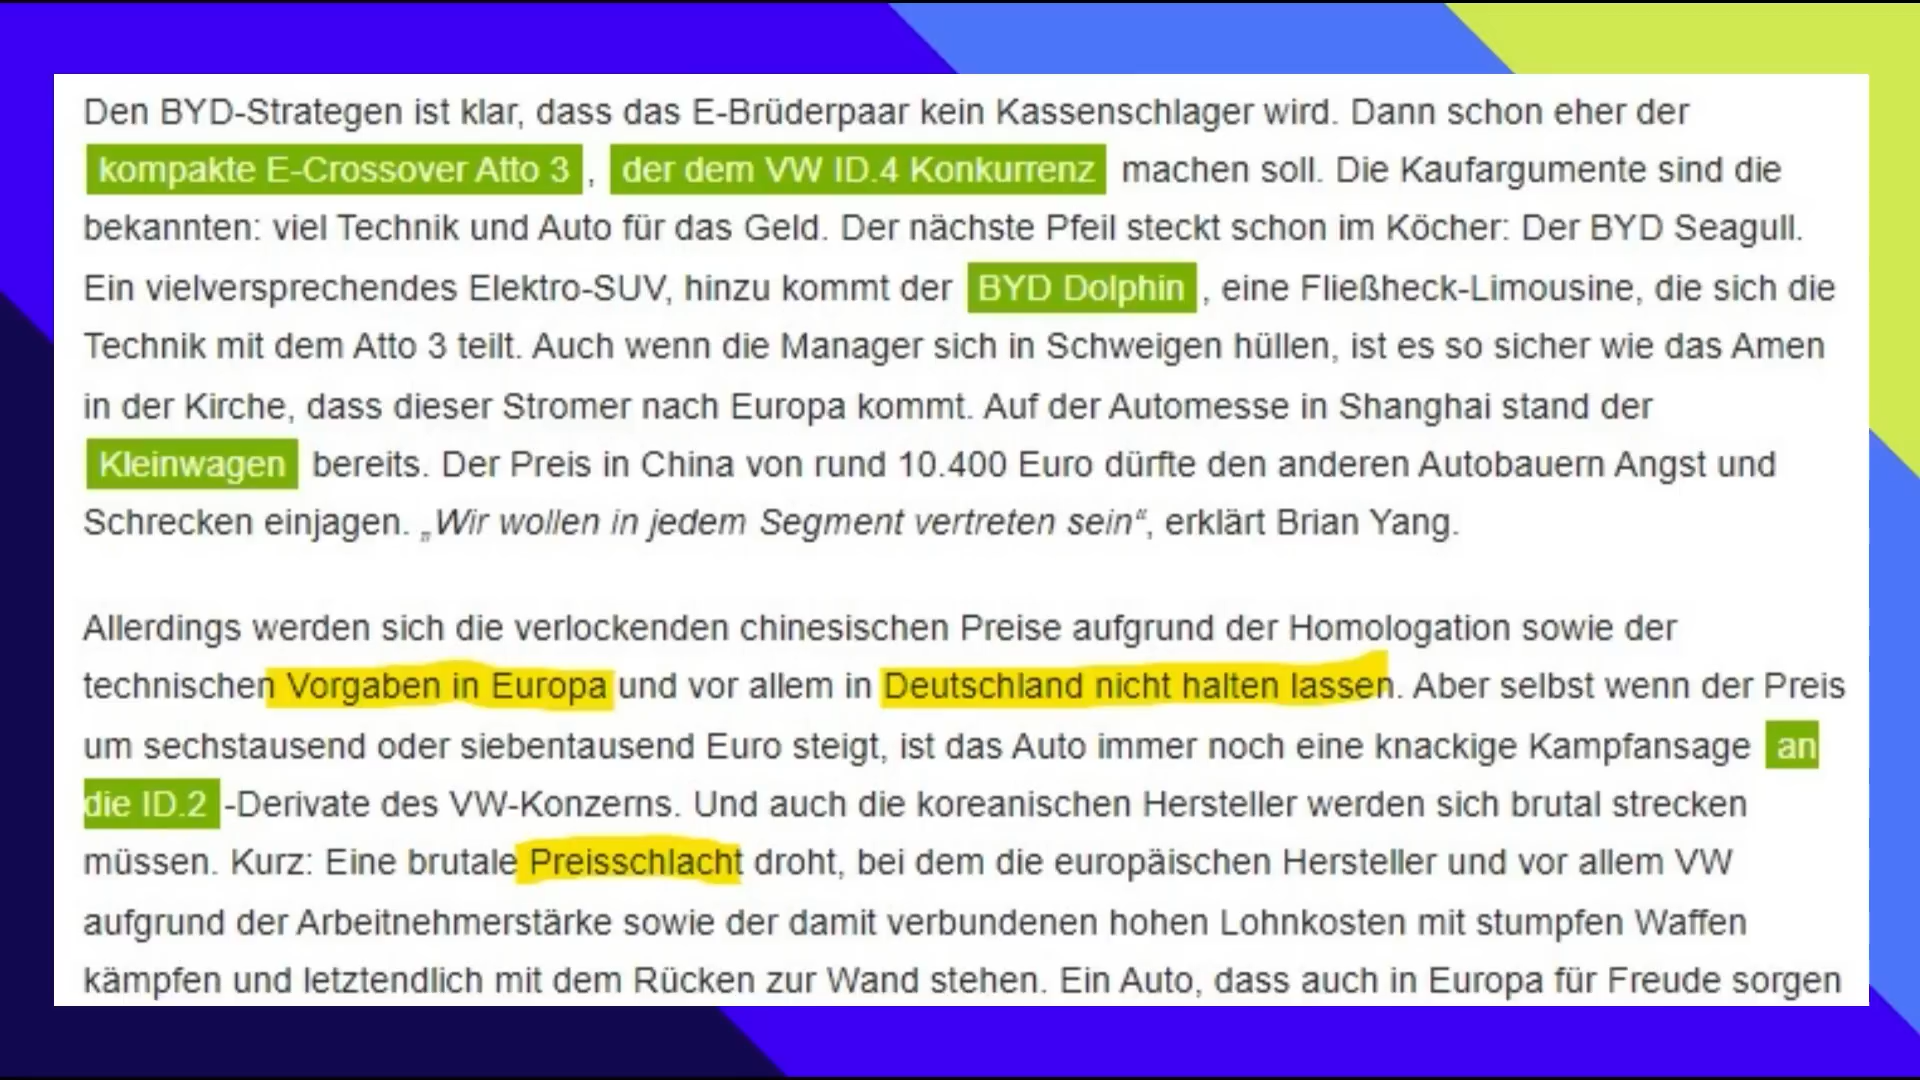 Den BYD-Strategen ist klar, dass das E-Brüderpaar kein Kassenschlager wird. Dann schon eher der
kompakte E-Crossover Atto 3 , der dem VW ID.4 Konkurrenz machen soll. Die Kaufargumente sind die
bekannten: viel Technik und Auto für das Geld. Der nächste Pfeil steckt schon im Köcher: Der BYD Seagull.
Ein vielversprechendes Elektro-SUV, hinzu kommt der BYD Dolphin , eine Fließheck-Limousine, die sich die
Technik mit dem Atto 3 teilt. Auch wenn die Manager sich in Schweigen hüllen, ist es so sicher wie das Amen
in der Kirche, dass dieser Stromer nach Europa kommt. Auf der Automesse in Shanghai stand der
Kleinwagen bereits. Der Preis in China von rund 10.400 Euro dürfte den anderen Autobauern Angst und
Schrecken einjagen. „Wir wollen in jedem Segment vertreten sein“, erklärt Brian Yang.
Allerdings werden sich die verlockenden chinesischen Preise aufgrund der Homologation sowie der
technischen Vorgaben in Europa und vor allem in Deutschland nicht halten lassen. Aber selbst wenn der Preis
um sechstausend oder siebentausend Euro steigt, ist das Auto immer noch eine knackige Kampfansage an
die ID.2 -Derivate des VW-Konzerns. Und auch die koreanischen Hersteller werden sich brutal strecken
müssen. Kurz: Eine brutale Preisschlacht droht, bei dem die europäischen Hersteller und vor allem VW
aufgrund der Arbeitnehmerstärke sowie der damit verbundenen hohen Lohnkosten mit stumpfen Waffen
kämpfen und letztendlich mit dem Rücken zur Wand stehen. Ein Auto, dass auch in Europa für Freude sorgen